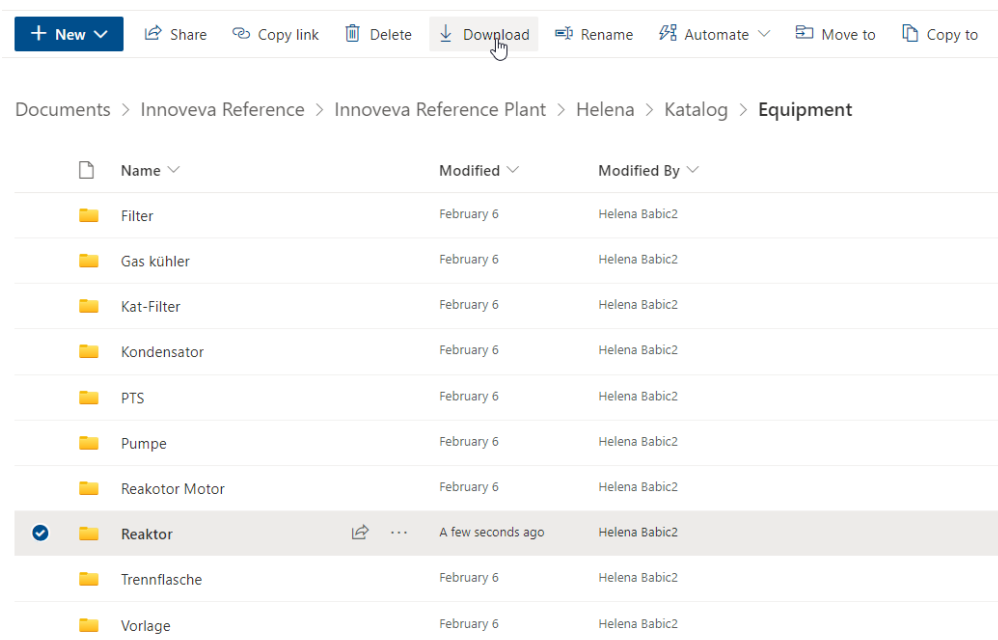 New Share Copy link Delete Download Rename Automate Move to Copy to
Documents > Innoveva Reference > Innoveva Reference Plant > Helena > Katalog > Equipment
Name Modified Modified By
Filter February 6 Helena Babic2
Gas kühler February 6 Helena Babic2
Kat-Filter February 6 Helena Babic2
Kondensator February 6 Helena Babic2
PTS February 6 Helena Babic2
Pumpe February 6 Helena Babic2
Reakotor Motor February 6 Helena Babic2
Reaktor ... A few seconds ago Helena Babic2
Trennflasche February 6 Helena Babic2
Vorlage February 6 Helena Babic2